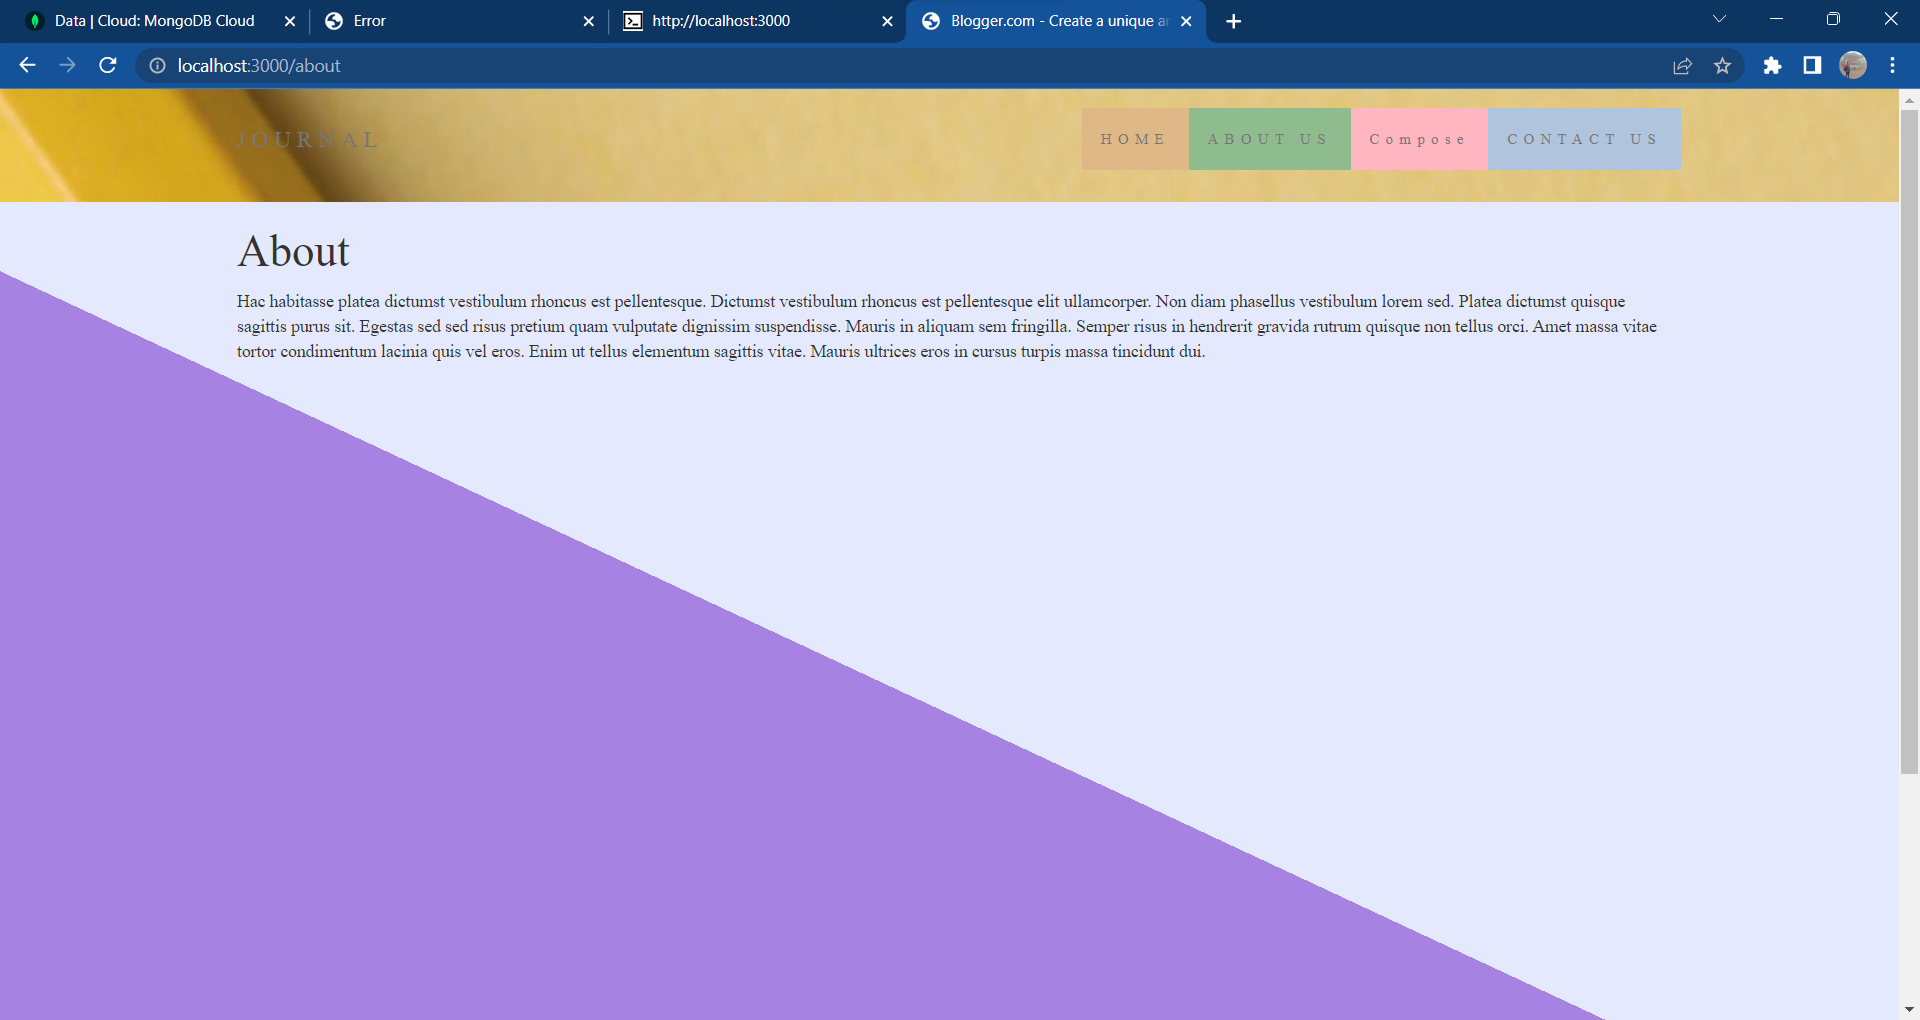 Data | Cloud: MongoDB Cloud
Error
http://localhost:3000
Blogger.com - Create a unique ar
localhost:3000/about
JOURNAL
HOME
ABOUT US
Compose
CONTACT US
About
Hac habitasse platea dictumst vestibulum rhoncus est pellentesque. Dictumst vestibulum rhoncus est pellentesque elit ullamcorper. Non diam phasellus vestibulum lorem sed. Platea dictumst quisque
sagittis purus sit. Egestas sed sed risus pretium quam vulputate dignissim suspendisse. Mauris in aliquam sem fringilla. Semper risus in hendrerit gravida rutrum quisque non tellus orci. Amet massa vitae
tortor condimentum lacinia quis vel eros. Enim ut tellus elementum sagittis vitae. Mauris ultrices eros in cursus turpis massa tincidunt dui.